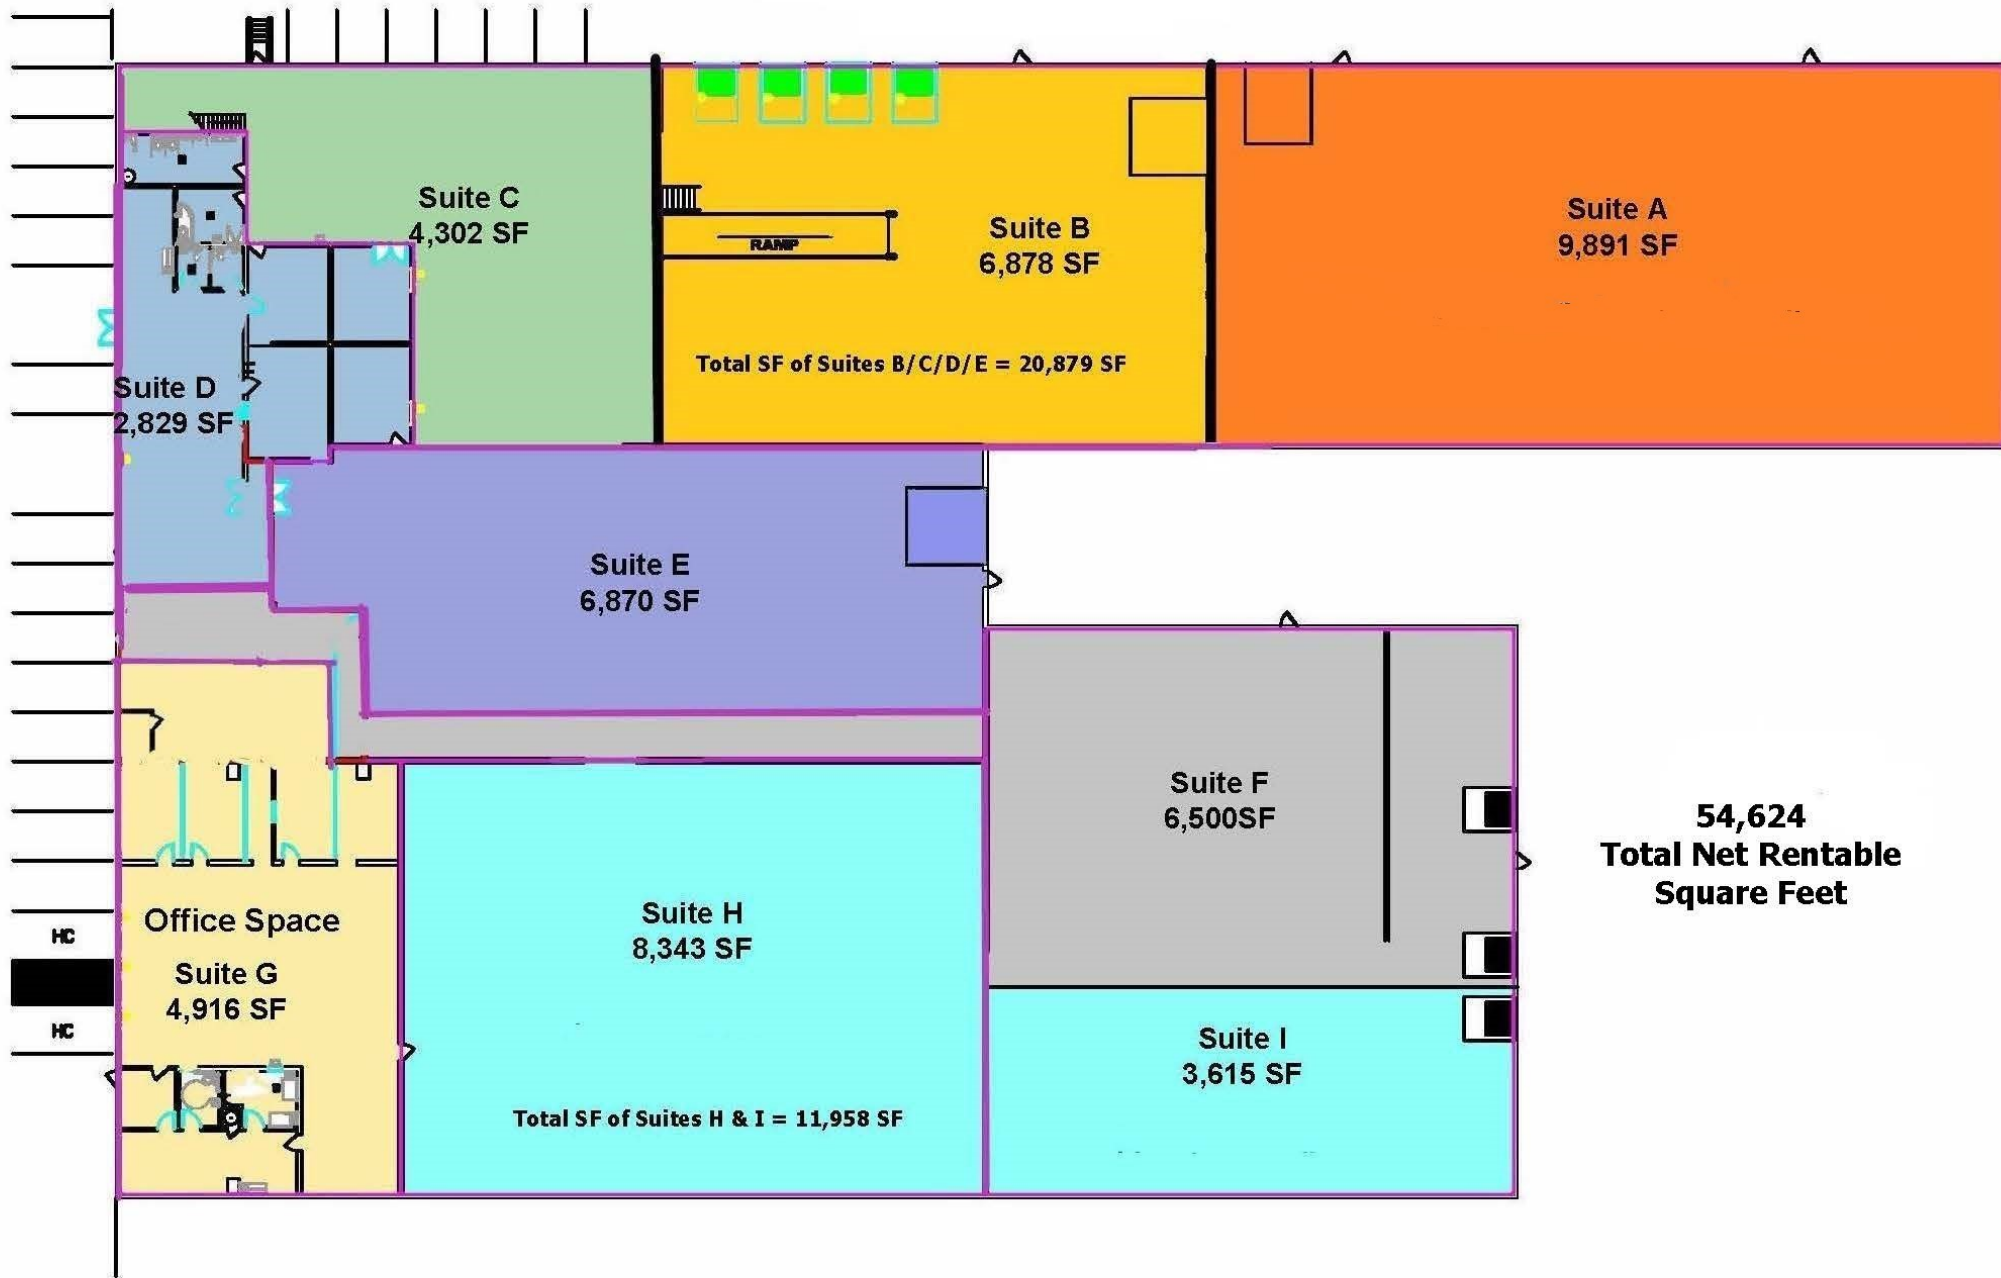 Suite C
4,302 SF
Suite B
6,878 SF
RAMP
Suite A
9,891 SF
Total SF of Suites B/C/D/E = 20,879 SF
Suite D
2,829 SF
Suite E
6,870 SF
Suite F
6,500SF
54,624
Total Net Rentable
Square Feet
Office Space
Suite G
4,916 SF
HC
HC
Suite H
8,343 SF
Total SF of Suites H & I = 11,958 SF
Suite I
3,615 SF